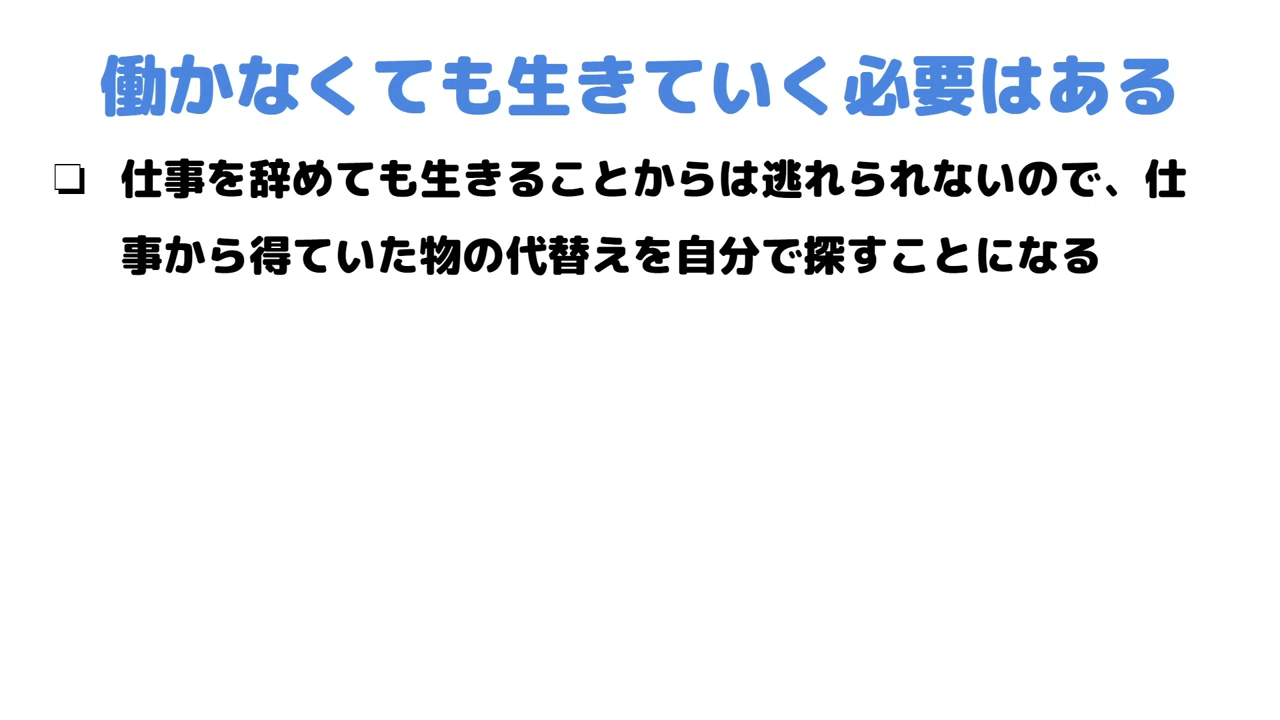 働かなくても生きていく必要はある
❏ 仕事を辞めても生きることからは逃れられないので、仕
事から得ていた物の代替えを自分で探すことになる